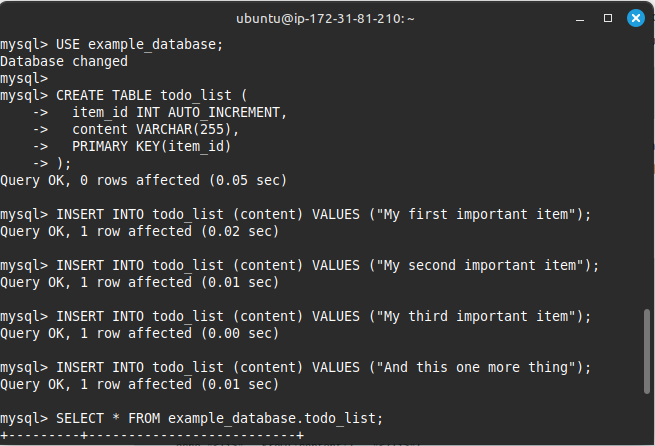 ubuntu@ip-172-31-81-210: ~
mysql> USE example_database;
Database changed
mysql>
mysql> CREATE TABLE todo_list (
    ->   item_id INT AUTO_INCREMENT,
    ->   content VARCHAR(255),
    ->   PRIMARY KEY(item_id)
    -> );
Query OK, 0 rows affected (0.05 sec)

mysql> INSERT INTO todo_list (content) VALUES ("My first important item");
Query OK, 1 row affected (0.02 sec)

mysql> INSERT INTO todo_list (content) VALUES ("My second important item");
Query OK, 1 row affected (0.01 sec)

mysql> INSERT INTO todo_list (content) VALUES ("My third important item");
Query OK, 1 row affected (0.00 sec)

mysql> INSERT INTO todo_list (content) VALUES ("And this one more thing");
Query OK, 1 row affected (0.01 sec)

mysql> SELECT * FROM example_database.todo_list;
+---------+--------------------------+